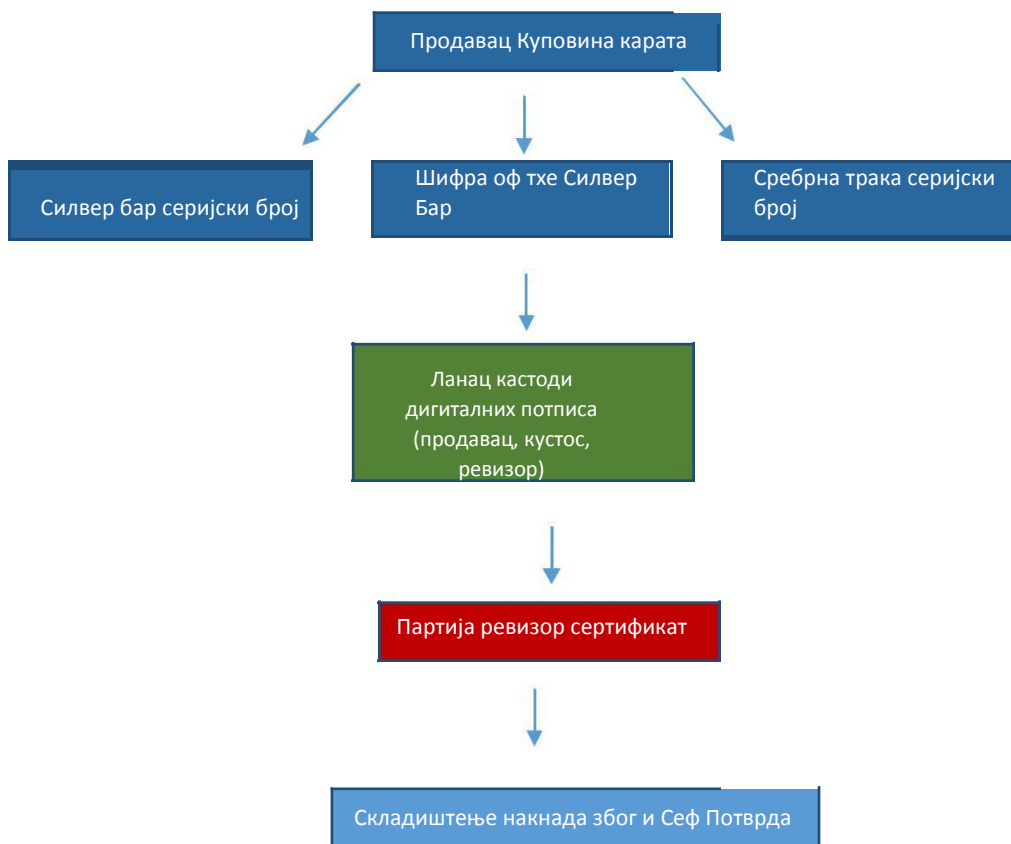 Продавац Куповина карата
Силвер бар серијски број
Шифра оф тхе Силвер
Бар
Сребрна трака серијски
број
Ланац кастоди
дигиталних потписа
(продавац, кустос,
ревизор)
Партија ревизор сертификат
Складиштење накнада због и Сеф Потврда